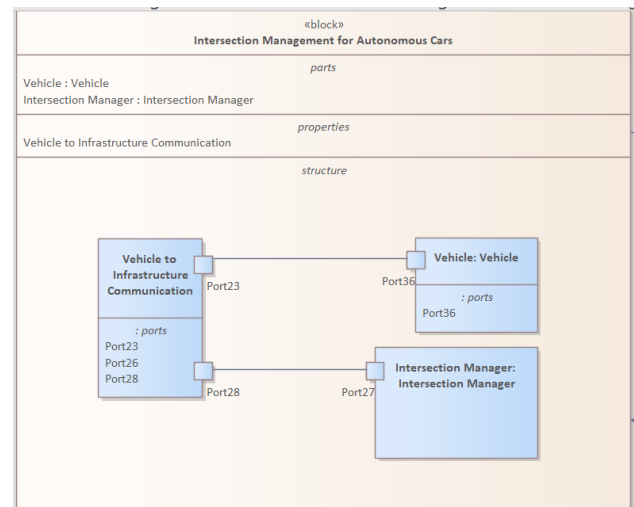 «block»
Intersection Management for Autonomous Cars
parts
Vehicle : Vehicle
Intersection Manager : Intersection Manager
properties
Vehicle to Infrastructure Communication
structure
Vehicle to
Infrastructure
Communication
: ports
Port23
Port26
Port28
Port23
Port28
Port36
Vehicle: Vehicle
: ports
Port36
Port27
Intersection Manager:
Intersection Manager